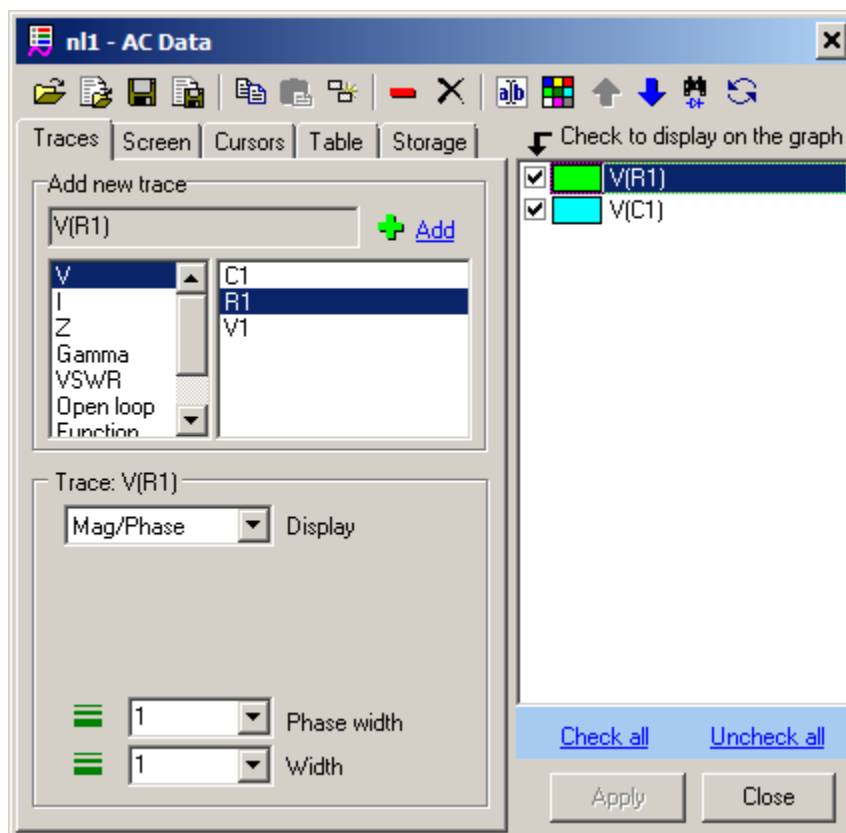 nl1 - AC Data
Traces Screen Cursors Table Storage
Check to display on the graph
Add new trace
V(R1)
Add
V
I
Z
Gamma
VSWR
Open loop
Function
C1
R1
V1
Trace: V(R1)
Mag/Phase Display
1 Phase width
1 Width
V(R1)
V(C1)
Check all Uncheck all
Apply Close